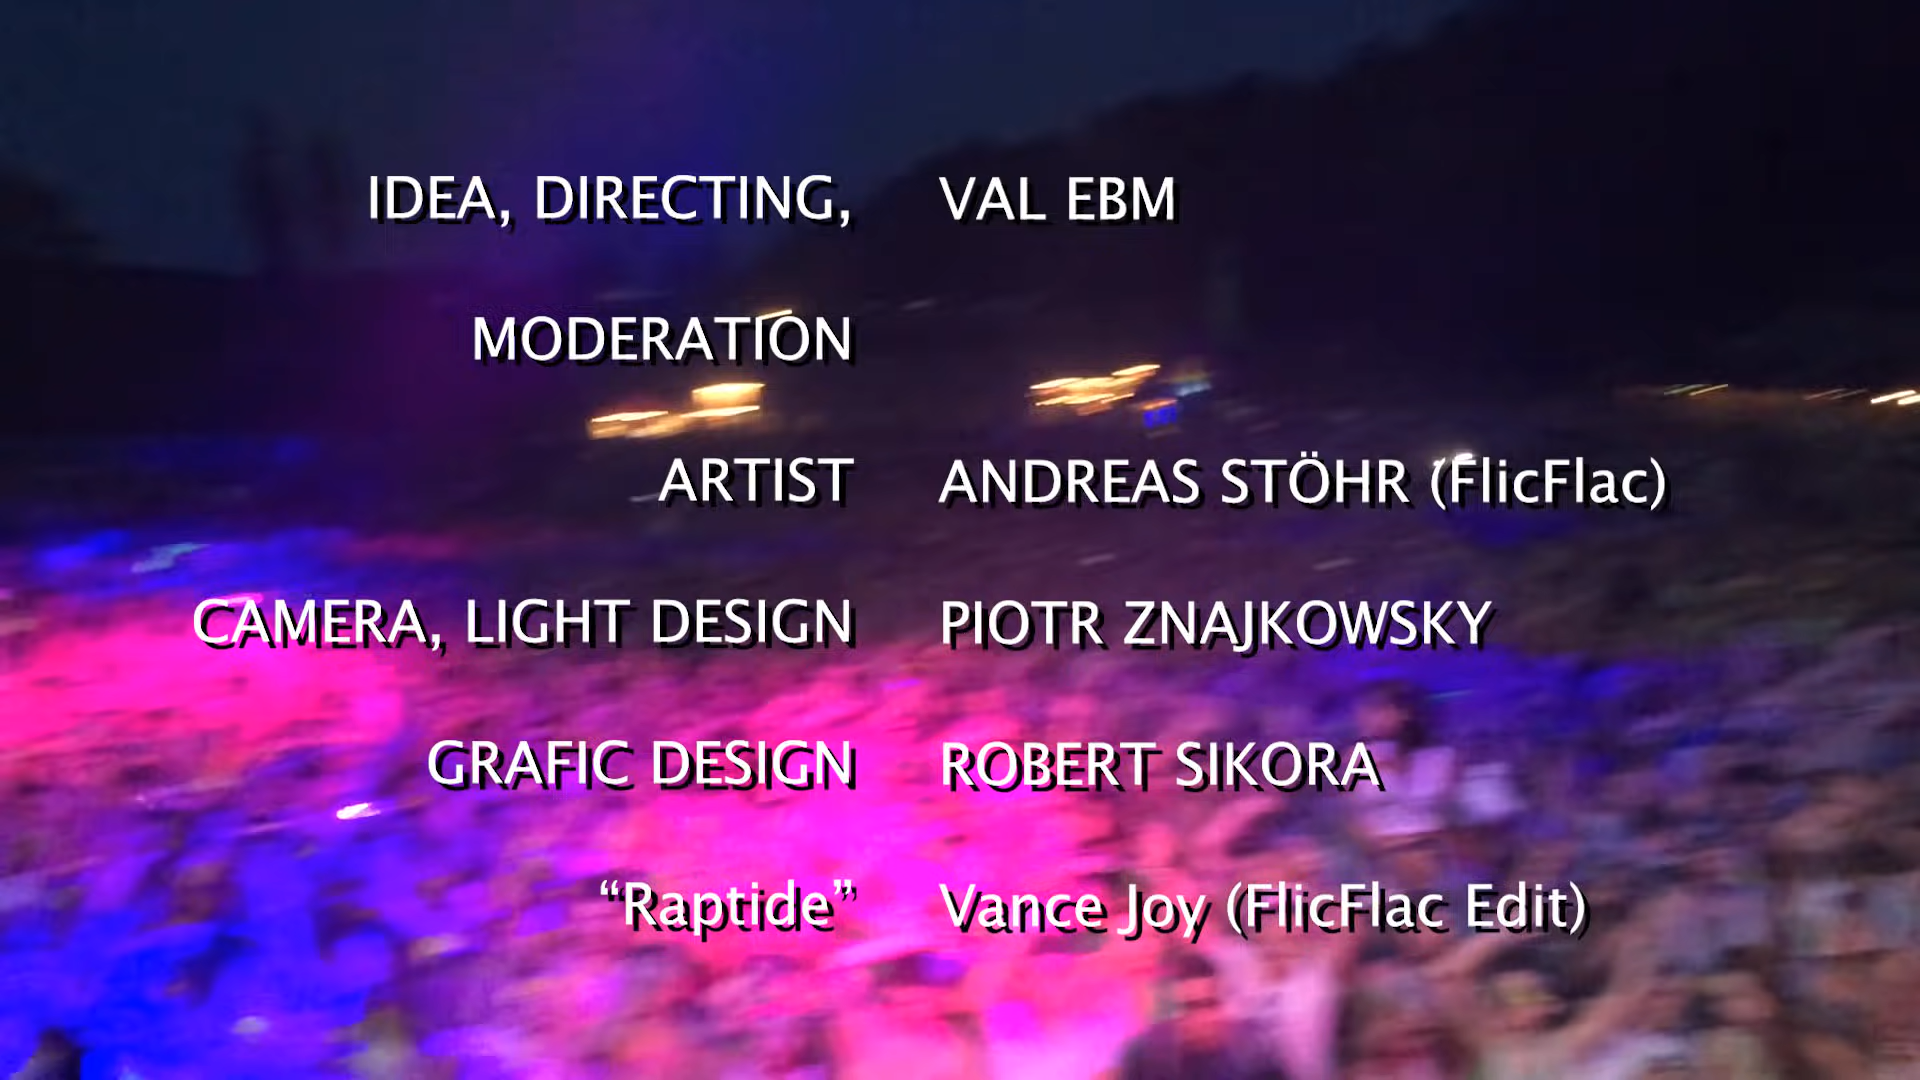 IDEA, DIRECTING, VAL EBM
MODERATION
ARTIST ANDREAS STÖHR (FlicFlac)
CAMERA, LIGHT DESIGN PIOTR ZNAJKOWSKY
GRAFIC DESIGN ROBERT SIKORA
“Raptide” Vance Joy (FlicFlac Edit)